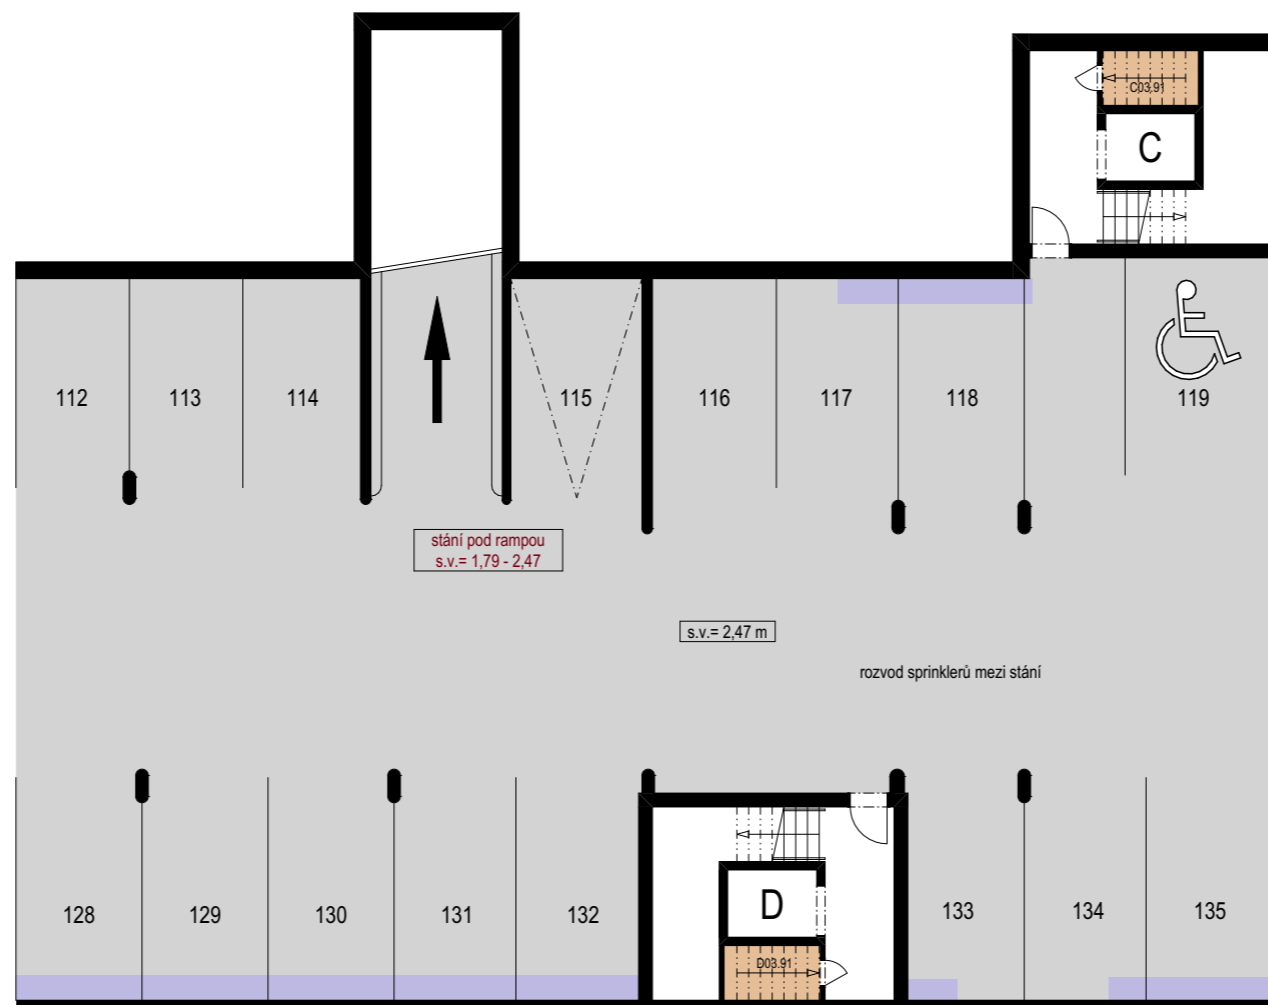 C03.91
C
112
113
114
115
116
117
118
119
stání pod rampou
s.v.= 1,79 - 2,47
s.v.= 2,47 m
rozvod sprinklerů mezi stání
128
129
130
131
132
D
133
134
135
D03.91